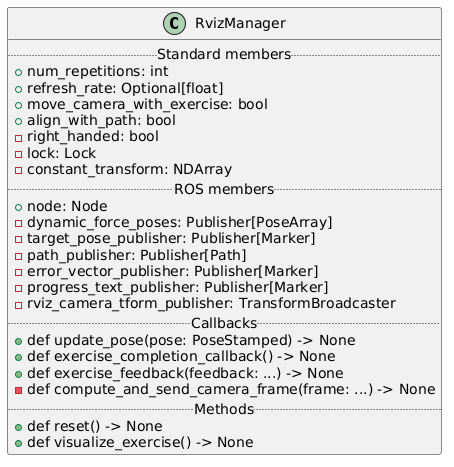 C RvizManager
Standard members
num_repetitions: int
refresh_rate: Optional[float]
move_camera_with_exercise: bool
align_with_path: bool
right_handed: bool
lock: Lock
constant_transform: NDArray
ROS members
node: Node
dynamic_force_poses: Publisher[PoseArray]
target_pose_publisher: Publisher[Marker]
path_publisher: Publisher[Path]
error_vector_publisher: Publisher[Marker]
progress_text_publisher: Publisher[Marker]
rviz_camera_tform_publisher: TransformBroadcaster
Callbacks
def update_pose(pose: PoseStamped) -> None
def exercise_completion_callback() -> None
def exercise_feedback(feedback: ...) -> None
def compute_and_send_camera_frame(frame: ...) -> None
Methods
def reset() -> None
def visualize_exercise() -> None